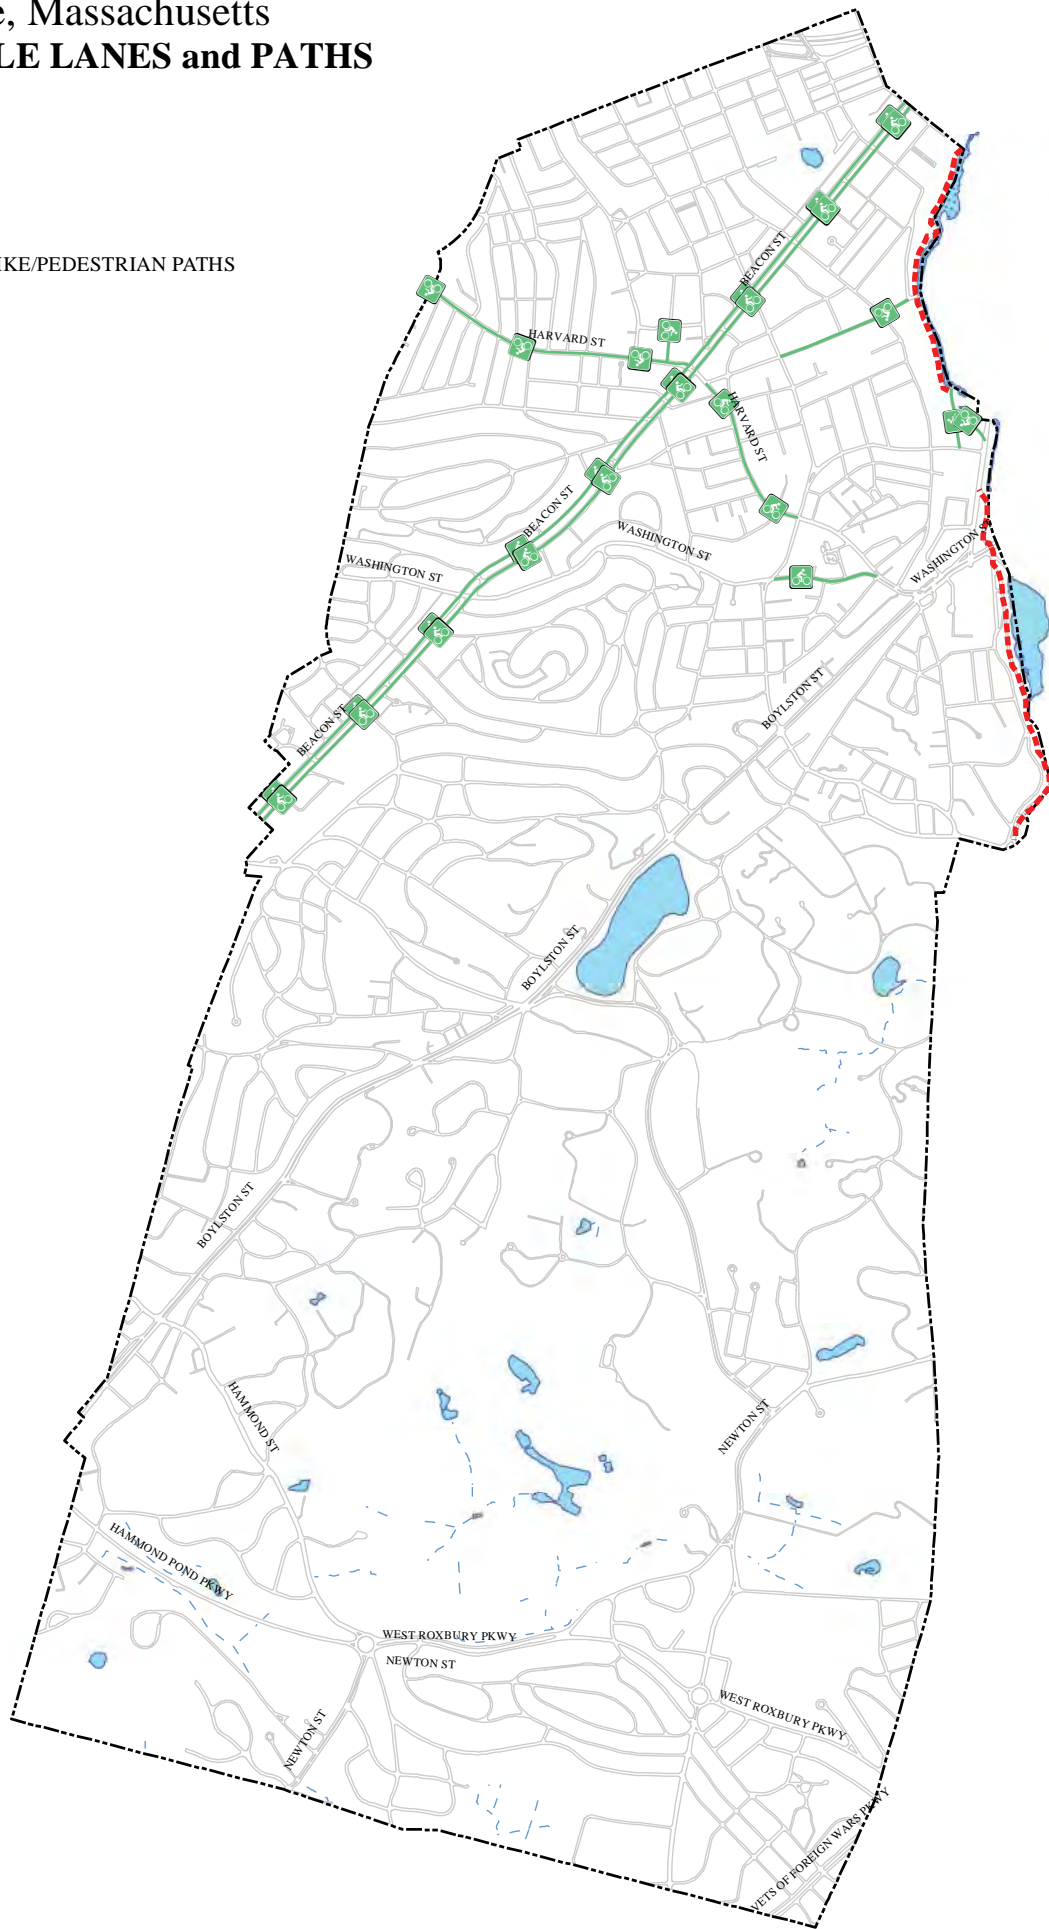 e, Massachusetts
LE LANES and PATHS
IKE/PEDESTRIAN PATHS
BEACON ST
HARVARD ST
HARVARD ST
BEACON ST
WASHINGTON ST
WASHINGTON ST
WASHINGTON S
BOYLSTON ST
BEACON ST
BOYLSTON ST
BOYLSTON ST
HAMMOND ST
NEWTON ST
HAMMOND POND PKWY
WEST ROXBURY PKWY
NEWTON ST
WEST ROXBURY PKWY
NEWTON ST
VETS OF FOREIGN WARS PKWY